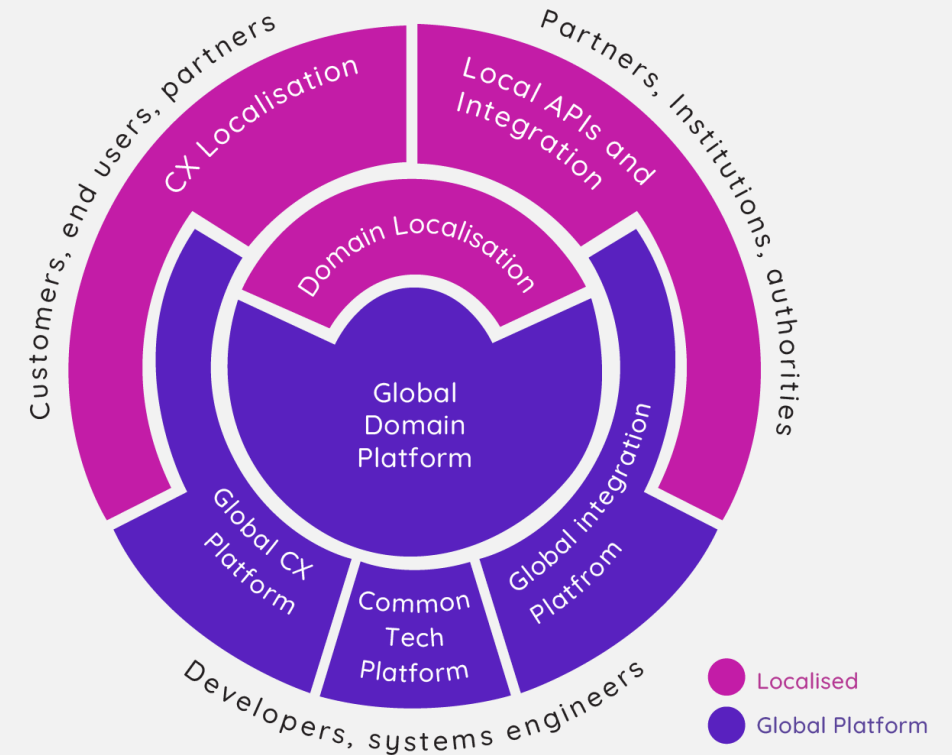 Customers, end users, partners
Partners, Institutions, authorities
CX Localisation
Local APIs and
Integration
Domain Localisation
Global
Domain
Platform
Global CX
Platform
Common
Tech
Platform
Global integration
Platfrom
Developers, systems engineers
Localised
Global Platform